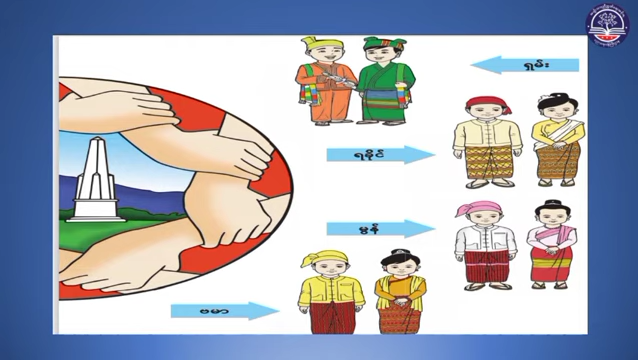 ရှမ်း
ရခိုင်
မွန်
ဗမာ